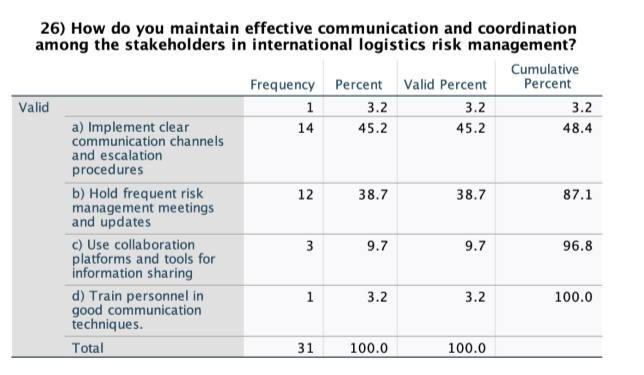 26) How do you maintain effective communication and coordination
among the stakeholders in international logistics risk management?
Frequency Percent Valid Percent Cumulative
Percent
Valid 1 3.2 3.2 3.2
a) Implement clear 14 45.2 45.2 48.4
communication channels
and escalation
procedures
b) Hold frequent risk 12 38.7 38.7 87.1
management meetings
and updates
c) Use collaboration 3 9.7 9.7 96.8
platforms and tools for
information sharing
d) Train personnel in 1 3.2 3.2 100.0
good communication
techniques.
Total 31 100.0 100.0